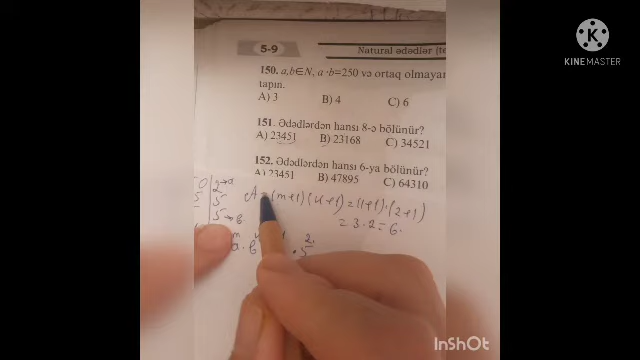 5-9
Natural ədədlər
150. a,b∈N, a·b=250 və ortaq olmayan
tapın.
A) 3 B) 4 C) 6
151. Ədədlərdən hansı 8-ə bölünür?
A) 23451 B) 23168 C) 34521
152. Ədədlərdən hansı 6-ya bölünür?
A) 23451 B) 47895 C) 64310
2→a
5
5→b
A=(m+1)(n+1)=(1+1)·(2+1)
=3·2=6.
KINEMASTER
InShOt